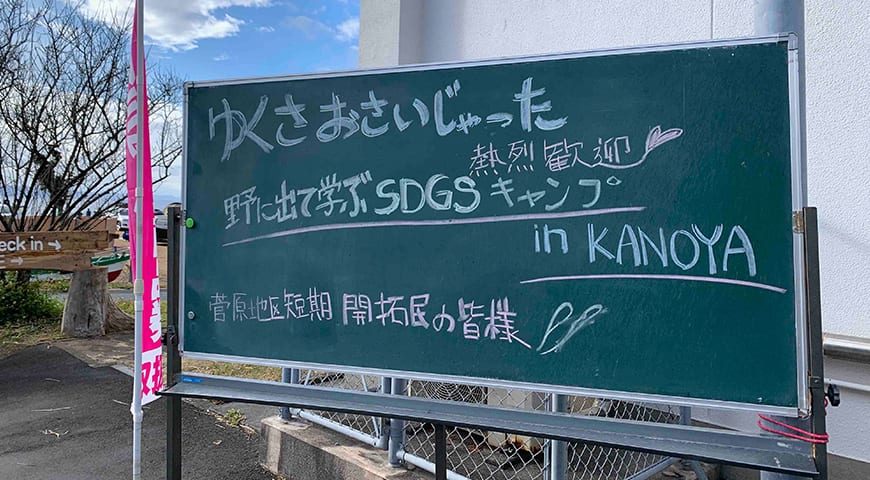 ゆくさおさいじゃった
熱烈歓迎
野に出て学ぶSDGSキャンプ
in KANOYA
菅原地区短期 開拓民の皆様
eck in →